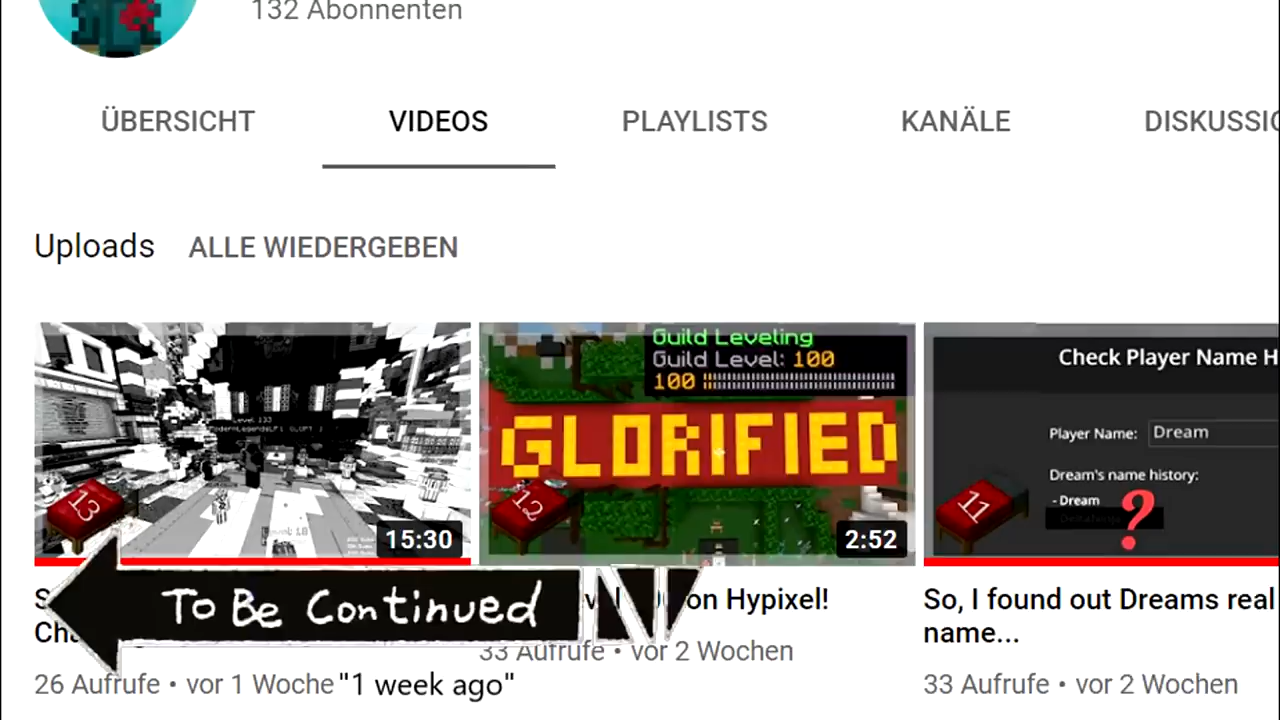 132 Abonnenten
ÜBERSICHT VIDEOS PLAYLISTS KANÄLE DISKUSSIO
Uploads ALLE WIEDERGEBEN
Guild Leveling
Guild Level: 100
100
GLORIFIED
Check Player Name H
Player Name: Dream
Dream's name history:
- Dream
?
13
12
11
15:30
2:52
To Be Continued
on Hypixel!
33 Aufrufe • vor 2 Wochen
So, I found out Dreams real
name...
26 Aufrufe • vor 1 Woche "1 week ago"
33 Aufrufe • vor 2 Wochen